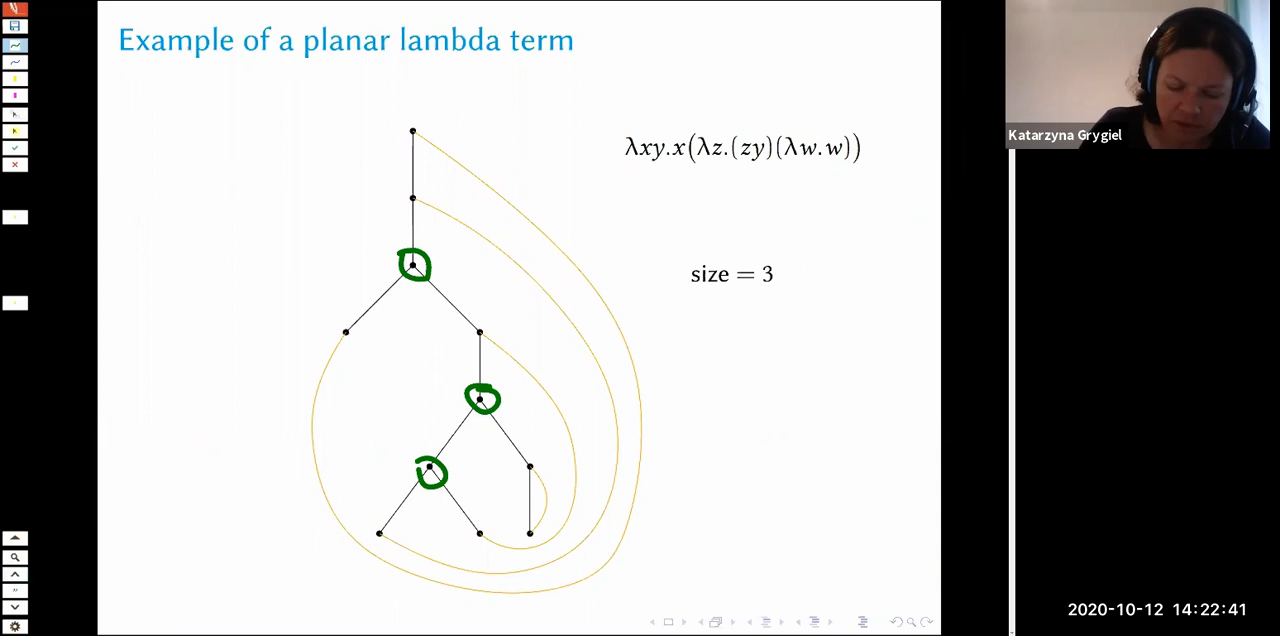 Example of a planar lambda term
λxy.x(λz.(zy)(λw.w))
size = 3
Katarzyna Grygiel
2020-10-12 14:22:41